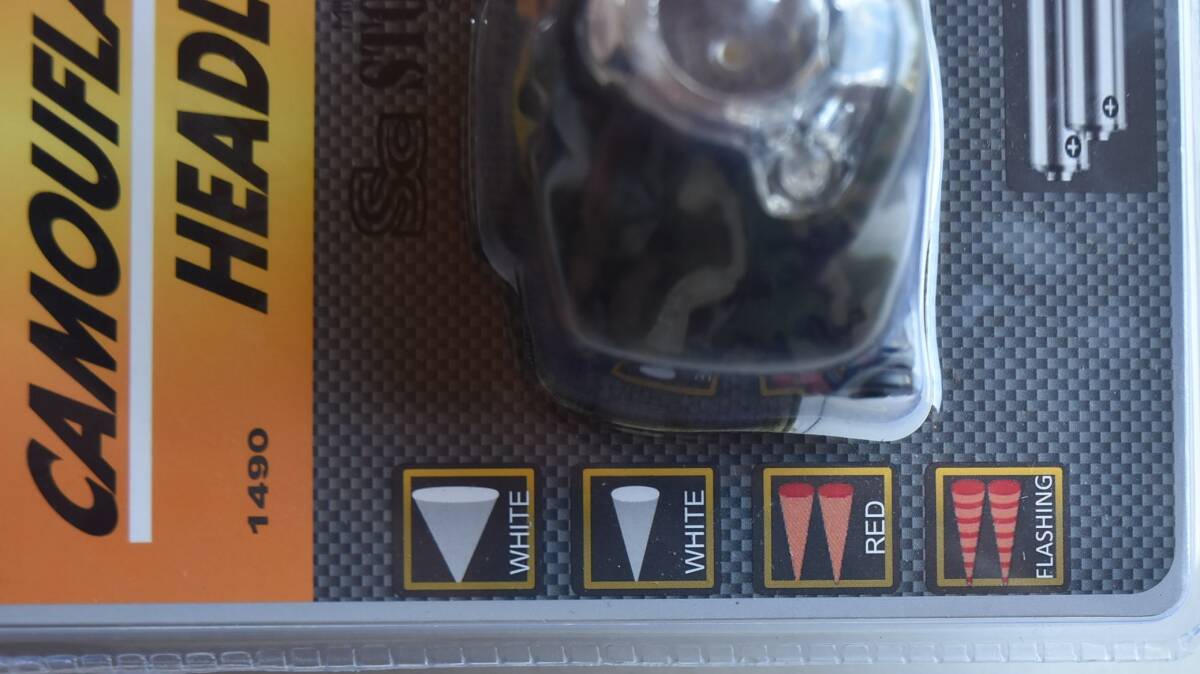 CAMOUFLA
HEADL
1490
WHITE
WHITE
RED
FLASHING
+
+